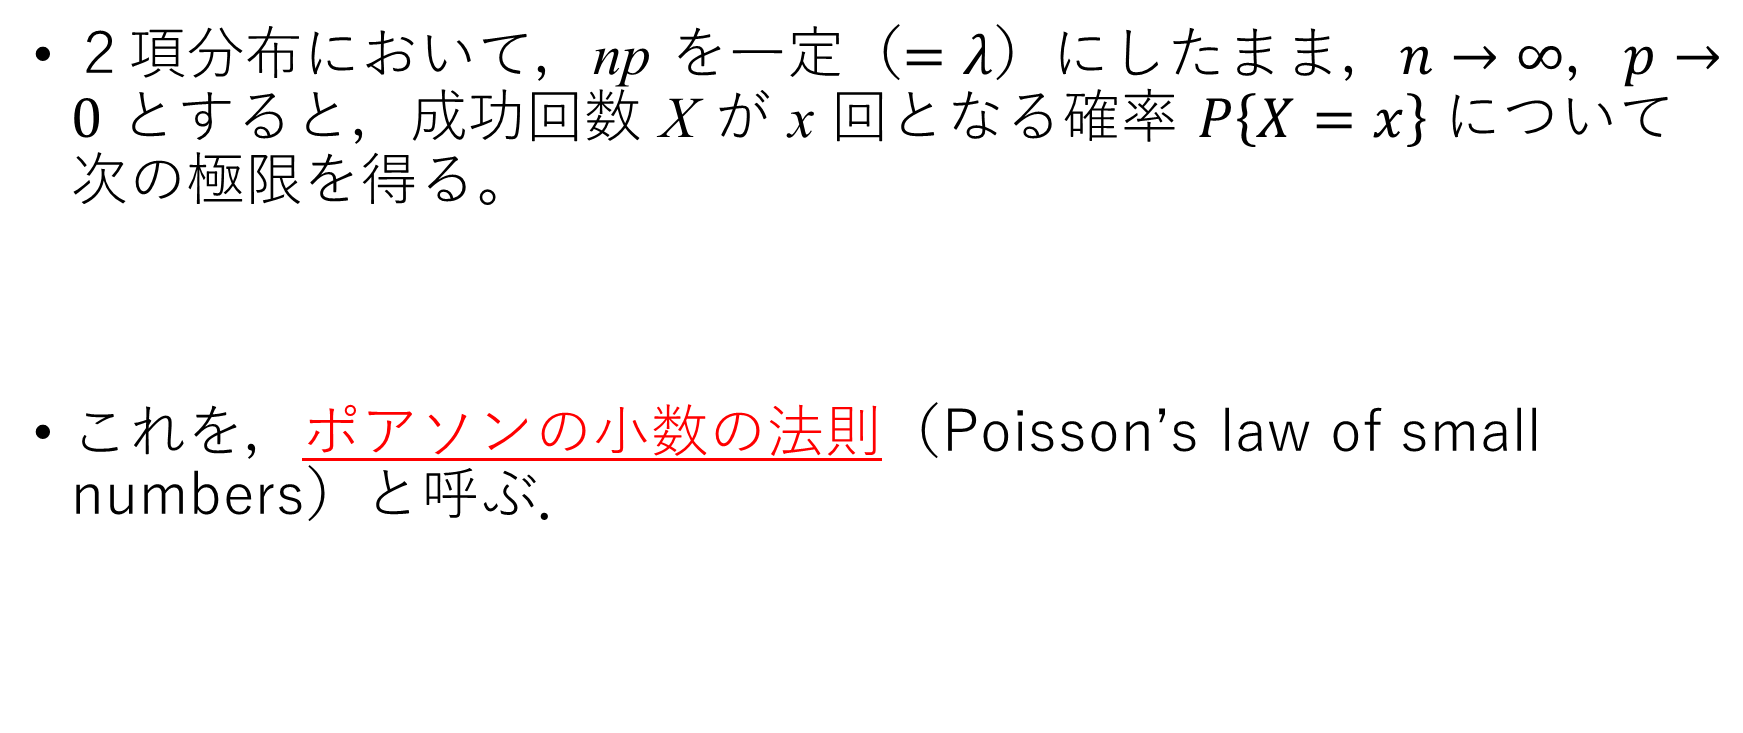 • ２項分布において，np を一定（= λ）にしたまま，n → ∞，p →
0 とすると，成功回数 X が x 回となる確率 P{X = x} について
次の極限を得る。
• これを，ポアソンの小数の法則（Poisson’s law of small
numbers）と呼ぶ．